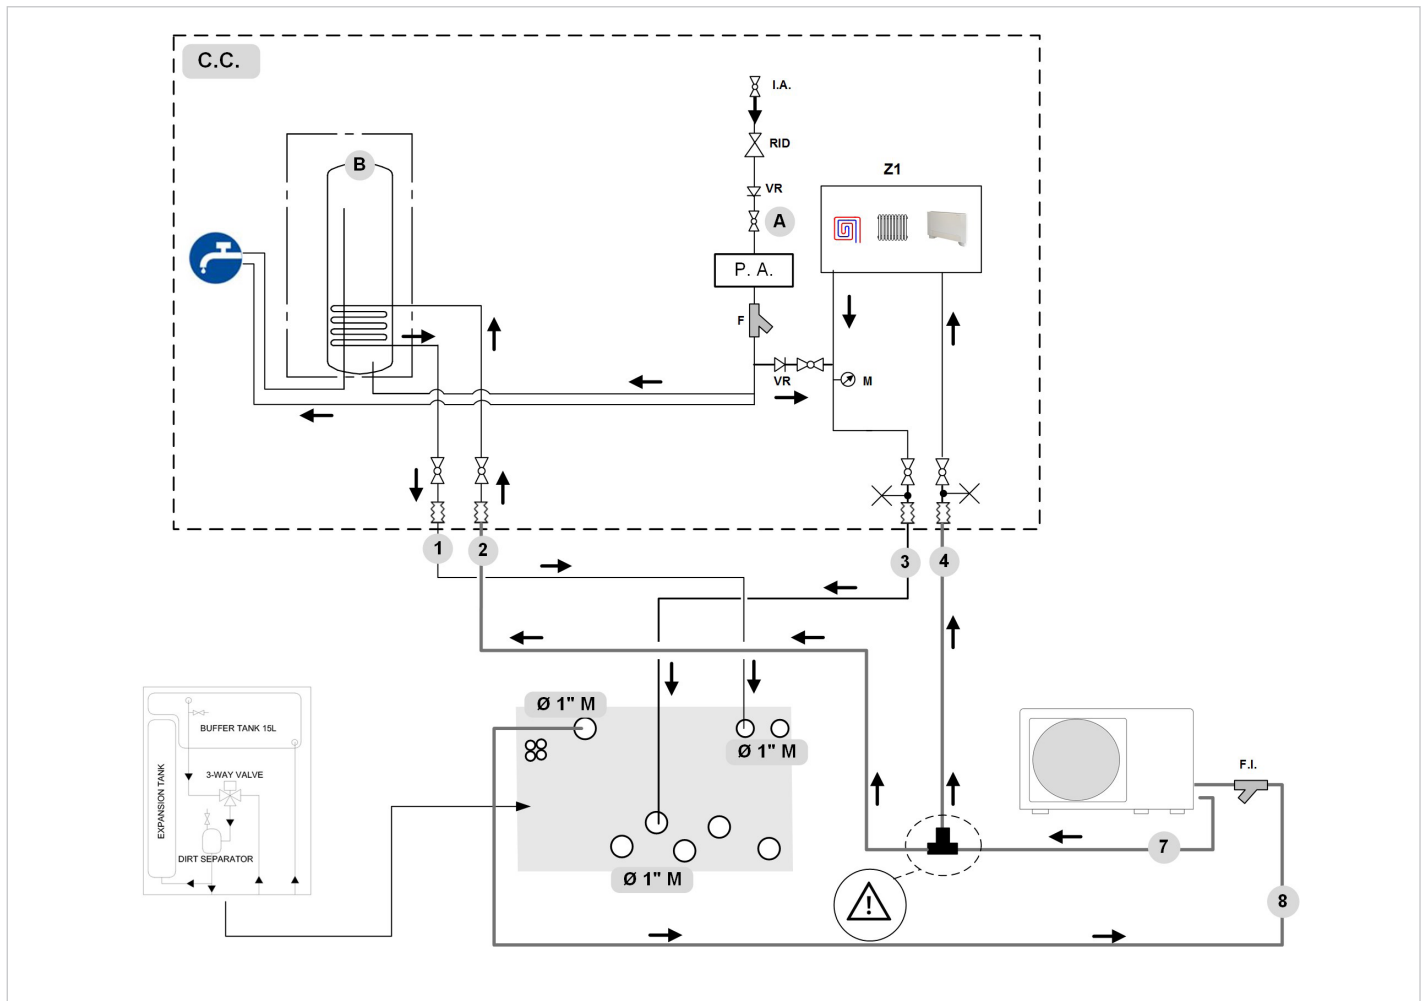 C.C.
I.A.
RID
B
Z1
VR
A
P. A.
F
VR
M
1
2
3
4
Ø 1" M
BUFFER TANK 15L
Ø 1" M
F.I.
3-WAY VALVE
EXPANSION TANK
7
DIRT SEPARATOR
Ø 1" M
!
8